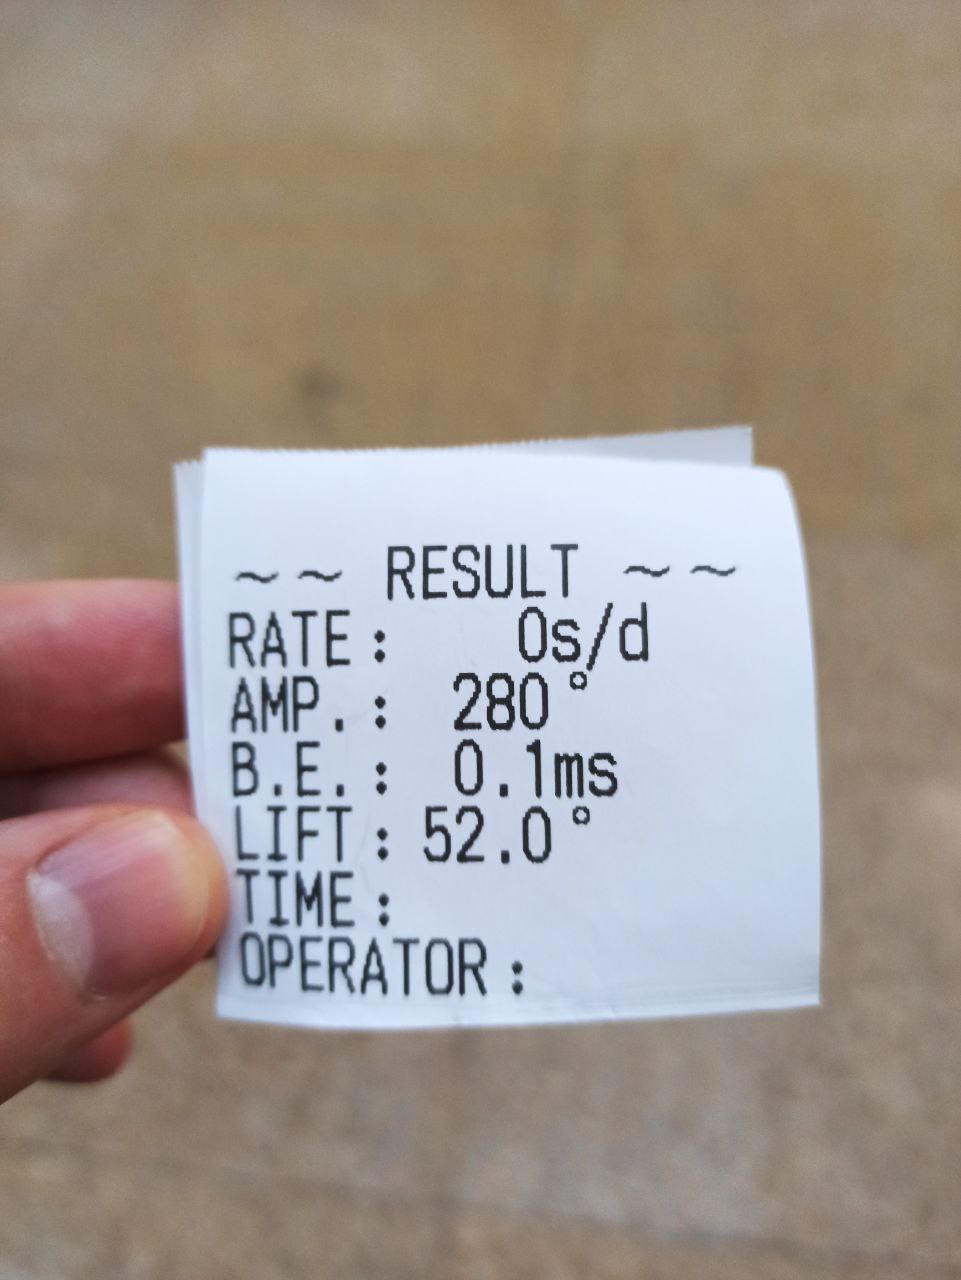 ~~ RESULT ~~
RATE: 0s/d
AMP.: 280°
B.E.: 0.1ms
LIFT: 52.0°
TIME:
OPERATOR: